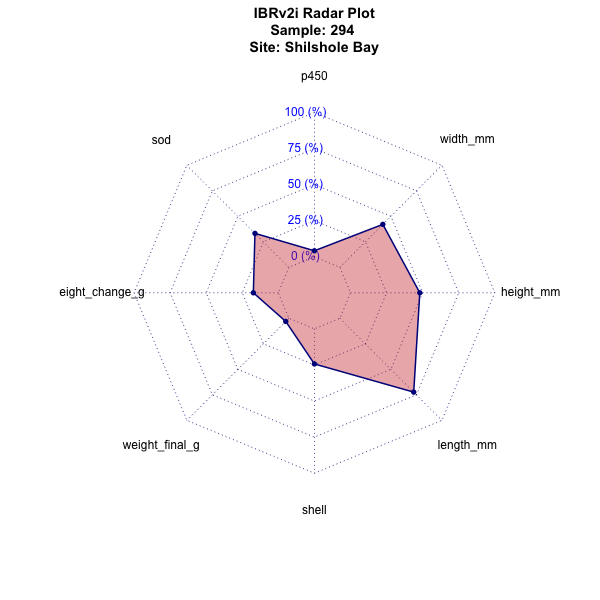 IBRv2i Radar Plot
Sample: 294
Site: Shilshole Bay
p450
100 (%)
sod
width_mm
75 (%)
50 (%)
25 (%)
0 (%)
eight_change_g
height_mm
weight_final_g
length_mm
shell